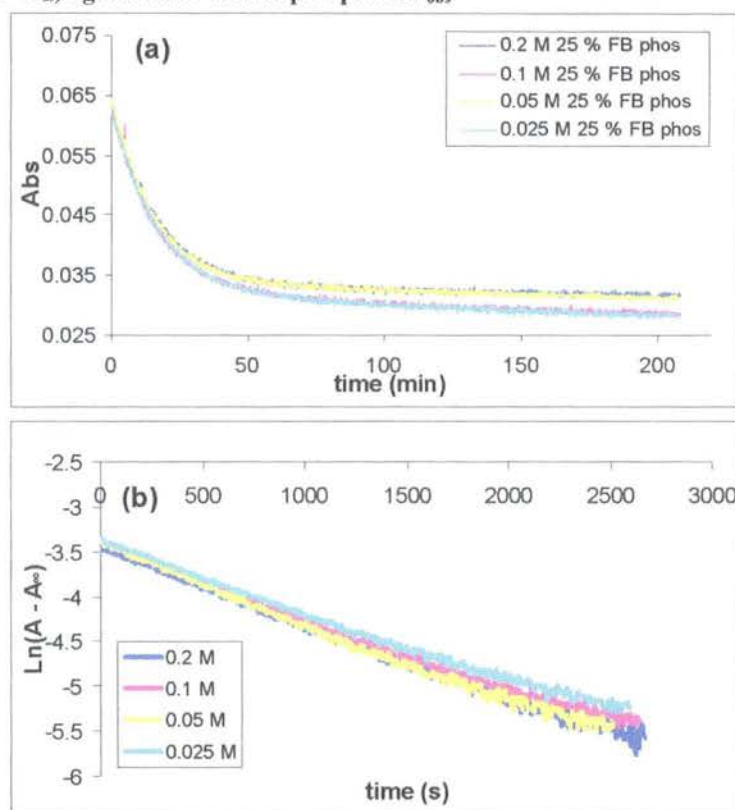 (a)
0.2 M 25 % FB phos
0.1 M 25 % FB phos
0.05 M 25 % FB phos
0.025 M 25 % FB phos
0.075
0.065
0.055
0.045
0.035
0.025
Abs
0 50 100 150 200
time (min)
(b)
0 500 1000 1500 2000 2500 3000
-2.5
-3
-3.5
-4
-4.5
-5
-5.5
-6
Ln(A - A∞)
0.2 M
0.1 M
0.05 M
0.025 M
time (s)